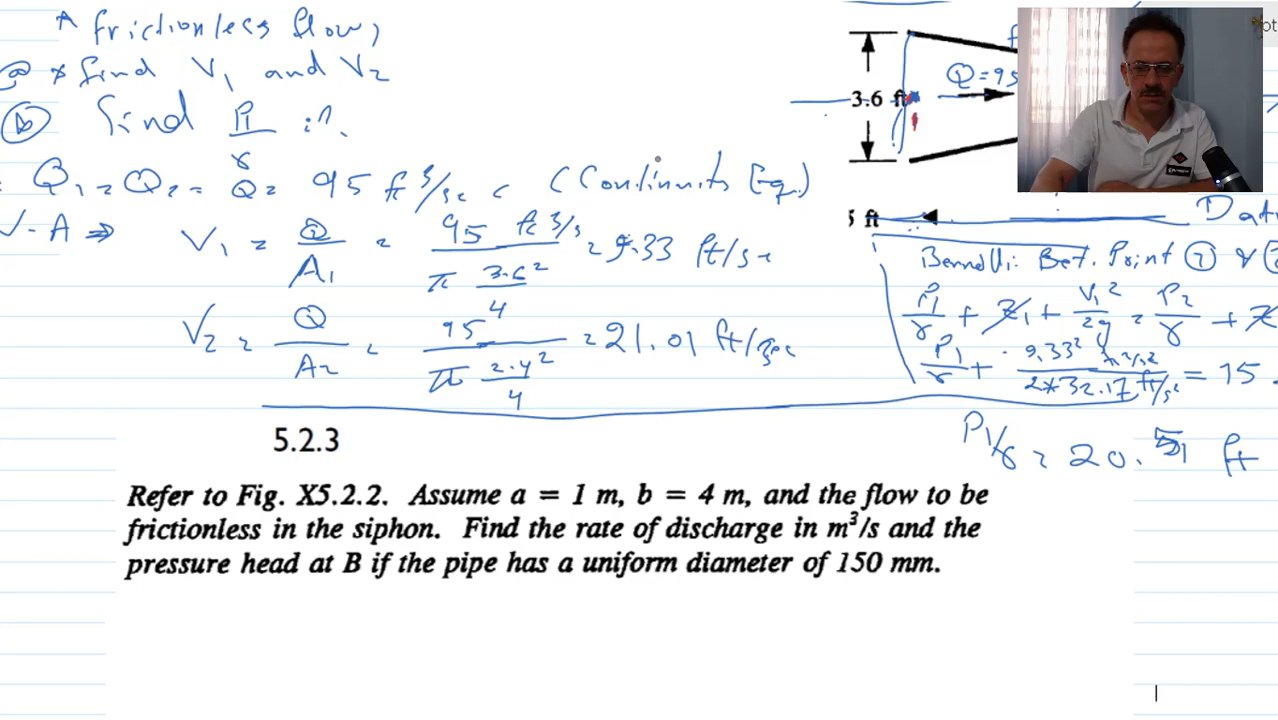 * frictionless flow,
@ * find V1 and V2
(b) find P1/γ in.
Q1 = Q2 = Q = 95 ft3/sec (Continuity Eq.)
V-A ⇒ V1 = Q/A1 = 95 ft3/s / π 3.6²/4 = 9.33 ft/sec
V2 = Q/A2 = 95 / π 2.4²/4 = 21.01 ft/sec
3.6 ft
Q = 95
5 ft
Bernolli: Bet. Point ① &
P1/γ + Z1 + V1²/2g = P2/γ +
P1/γ + 9.33² ft²/s² / 2*32.17 ft/s² = 15
P1/γ = 20.51 ft
5.2.3
Refer to Fig. X5.2.2. Assume a = 1 m, b = 4 m, and the flow to be
frictionless in the siphon. Find the rate of discharge in m³/s and the
pressure head at B if the pipe has a uniform diameter of 150 mm.